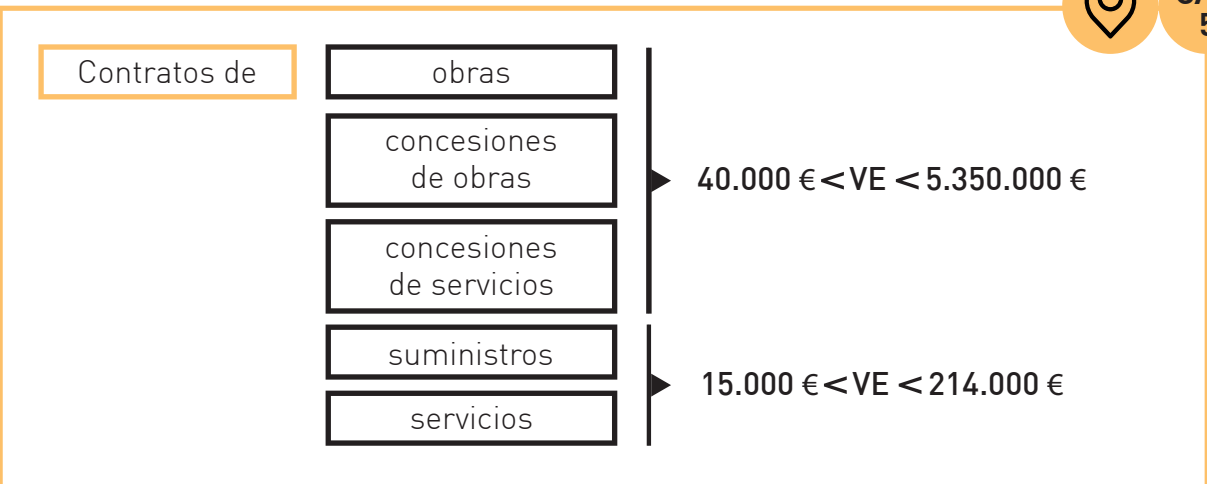 Contratos de
obras
concesiones
de obras
concesiones
de servicios
40.000 € < VE < 5.350.000 €
suministros
servicios
15.000 € < VE < 214.000 €